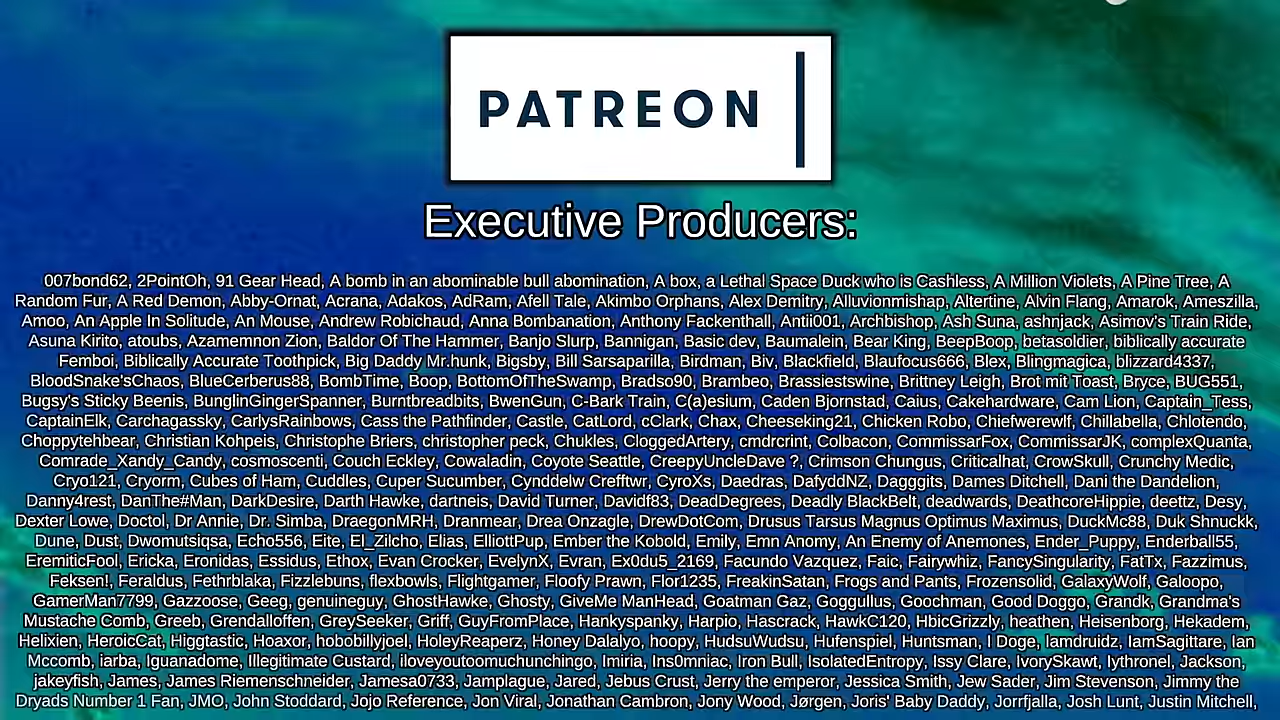 PATREON
Executive Producers:
007bond62, 2PointOh, 91 Gear Head, A bomb in an abominable bull abomination, A box, a Lethal Space Duck who is Cashless, A Million Violets, A Pine Tree, A
Random Fur, A Red Demon, Abby-Ornat, Acrana, Adakos, AdRam, Afell Tale, Akimbo Orphans, Alex Demitry, Alluvionmishap, Altertine, Alvin Flang, Amarok, Ameszilla,
Amoo, An Apple In Solitude, An Mouse, Andrew Robichaud, Anna Bombanation, Anthony Fackenthall, Antii001, Archbishop, Ash Suna, ashnjack, Asimov's Train Ride,
Asuna Kirito, atoubs, Azamemnon Zion, Baldor Of The Hammer, Banjo Slurp, Bannigan, Basic dev, Baumalein, Bear King, BeepBoop, betasoldier, biblically accurate
Femboi, Biblically Accurate Toothpick, Big Daddy Mr.hunk, Bigsby, Bill Sarsaparilla, Birdman, Biv, Blackfield, Blaufocus666, Blex, Blingmagica, blizzard4337,
BloodSnake'sChaos, BlueCerberus88, BombTime, Boop, BottomOfTheSwamp, Bradso90, Brambeo, Brassiestswine, Brittney Leigh, Brot mit Toast, Bryce, BUG551,
Bugsy's Sticky Beenis, BunglinGingerSpanner, Burntbreadbits, BwenGun, C-Bark Train, C(a)esium, Caden Bjornstad, Caius, Cakehardware, Cam Lion, Captain_Tess,
CaptainElk, Carchagassky, CarlysRainbows, Cass the Pathfinder, Castle, CatLord, cClark, Chax, Cheeseking21, Chicken Robo, Chiefwerewlf, Chillabella, Chlotendo,
Choppytehbear, Christian Kohpeis, Christophe Briers, christopher peck, Chukles, CloggedArtery, cmdrcrint, Colbacon, CommissarFox, CommissarJK, complexQuanta,
Comrade_Xandy_Candy, cosmoscenti, Couch Eckley, Cowaladin, Coyote Seattle, CreepyUncleDave ?, Crimson Chungus, Criticalhat, CrowSkull, Crunchy Medic,
Cryo121, Cryorm, Cubes of Ham, Cuddles, Cuper Sucumber, Cynddelw Crefftwr, CyroXs, Daedras, DafyddNZ, Dagggits, Dames Ditchell, Dani the Dandelion,
Danny4rest, DanThe#Man, DarkDesire, Darth Hawke, dartneis, David Turner, Davidf83, DeadDegrees, Deadly BlackBelt, deadwards, DeathcoreHippie, deettz, Desy,
Dexter Lowe, Doctol, Dr Annie, Dr. Simba, DraegonMRH, Dranmear, Drea Onzagle, DrewDotCom, Drusus Tarsus Magnus Optimus Maximus, DuckMc88, Duk Shnuckk,
Dune, Dust, Dwomutsiqsa, Echo556, Eite, El_Zilcho, Elias, ElliottPup, Ember the Kobold, Emily, Emn Anomy, An Enemy of Anemones, Ender_Puppy, Enderball55,
EremiticFool, Ericka, Eronidas, Essidus, Ethox, Evan Crocker, EvelynX, Evran, Ex0du5_2169, Facundo Vazquez, Faic, Fairywhiz, FancySingularity, FatTx, Fazzimus,
Feksen!, Feraldus, Fethrblaka, Fizzlebuns, flexbowls, Flightgamer, Floofy Prawn, Flor1235, FreakinSatan, Frogs and Pants, Frozensolid, GalaxyWolf, Galoopo,
GamerMan7799, Gazzoose, Geeg, genuineguy, GhostHawke, Ghosty, GiveMe ManHead, Goatman Gaz, Goggullus, Goochman, Good Doggo, Grandk, Grandma's
Mustache Comb, Greeb, Grendalloffen, GreySeeker, Griff, GuyFromPlace, Hankyspanky, Harpio, Hascrack, HawkC120, HbicGrizzly, heathen, Heisenborg, Hekadem,
Helixien, HeroicCat, Higgtastic, Hoaxor, hobobillyjoel, HoleyReaperz, Honey Dalalyo, hoopy, HudsuWudsu, Hufenspiel, Huntsman, I Doge, Iamdruidz, IamSagittare, Ian
Mccomb, iarba, Iguanadome, Illegitimate Custard, iloveyoutoomuchunchingo, Imiria, Ins0mniac, Iron Bull, IsolatedEntropy, Issy Clare, IvorySkawt, Iythronel, Jackson,
jakeyfish, James, James Riemenschneider, Jamesa0733, Jamplague, Jared, Jebus Crust, Jerry the emperor, Jessica Smith, Jew Sader, Jim Stevenson, Jimmy the
Dryads Number 1 Fan, JMO, John Stoddard, Jojo Reference, Jon Viral, Jonathan Cambron, Jony Wood, Jørgen, Joris' Baby Daddy, Jorrfjalla, Josh Lunt, Justin Mitchell,